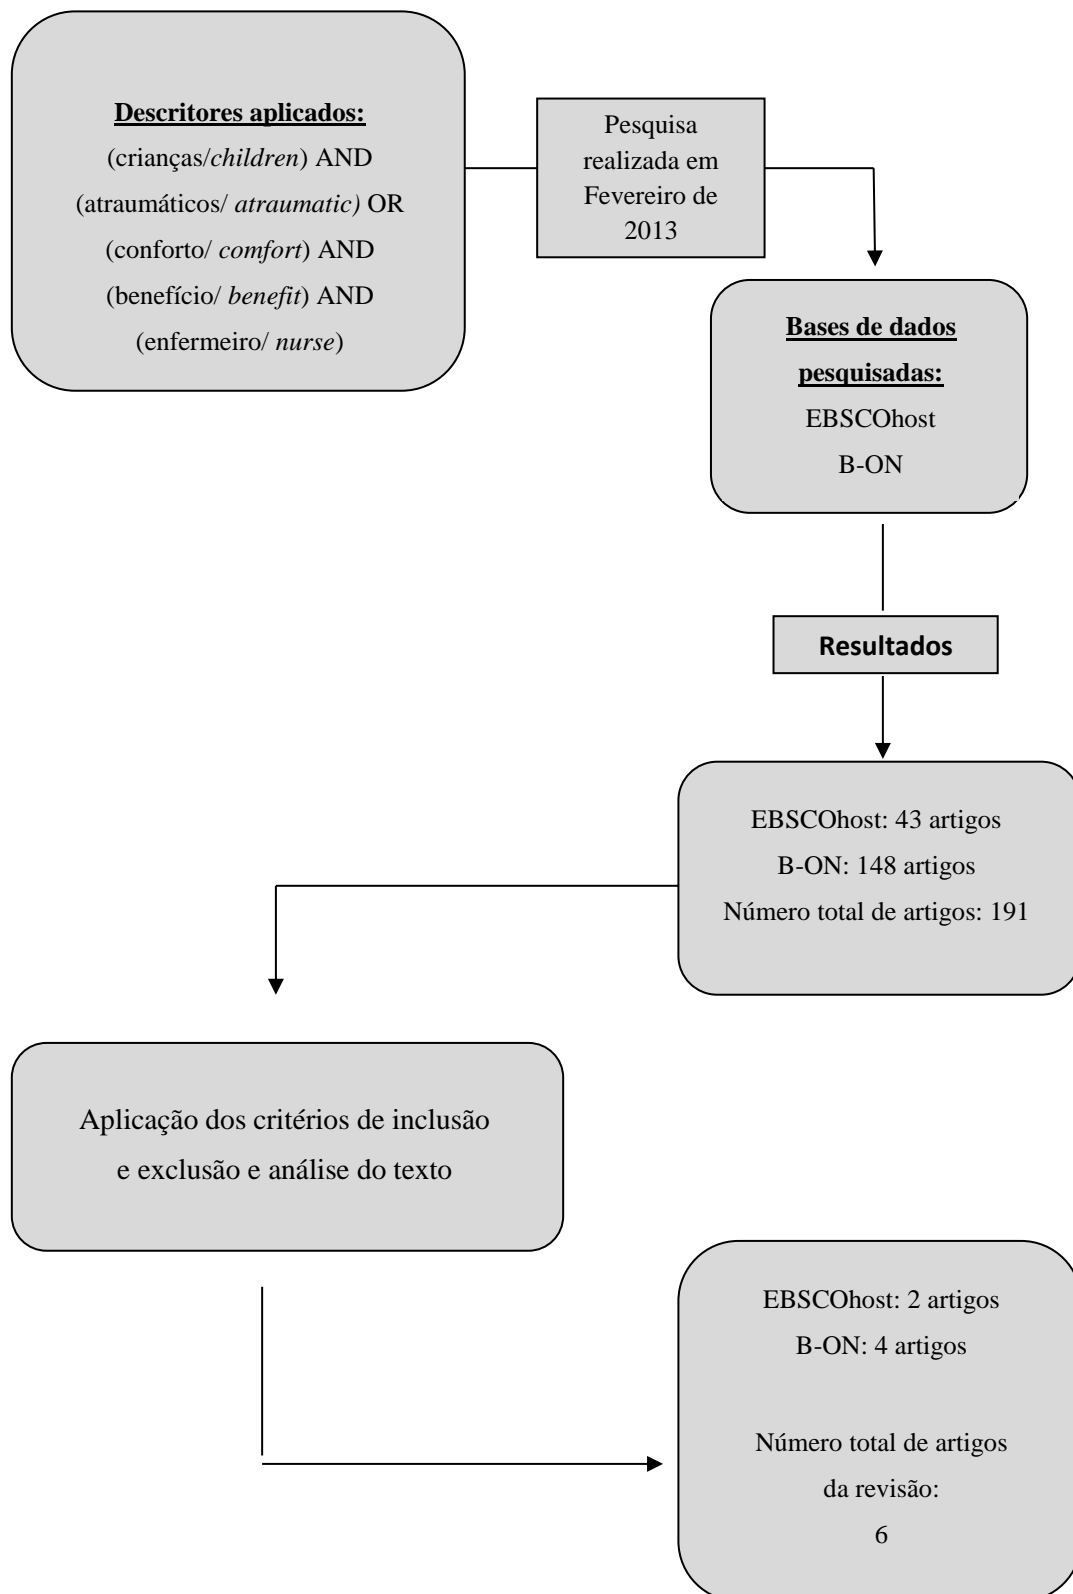 Descritores aplicados:
(crianças/children) AND
(atraumáticos/ atraumatic) OR
(conforto/ comfort) AND
(benefício/ benefit) AND
(enfermeiro/ nurse)
Pesquisa
realizada em
Fevereiro de
2013
Bases de dados
pesquisadas:
EBSCOhost
B-ON
Resultados
EBSCOhost: 43 artigos
B-ON: 148 artigos
Número total de artigos: 191
Aplicação dos critérios de inclusão
e exclusão e análise do texto
EBSCOhost: 2 artigos
B-ON: 4 artigos
Número total de artigos
da revisão:
6